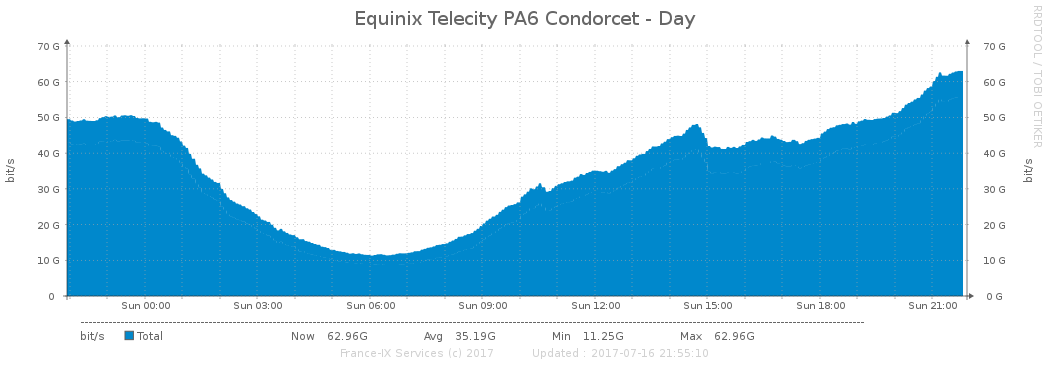 Equinix Telecity PA6 Condorcet - Day
RRDTOOL / TOBI OETIKER
bit/s
70 G
60 G
50 G
40 G
30 G
20 G
10 G
0
70 G
60 G
50 G
40 G
30 G
20 G
10 G
0 G
bit/s
Sun 00:00 Sun 03:00 Sun 06:00 Sun 09:00 Sun 12:00 Sun 15:00 Sun 18:00 Sun 21:00
bit/s Total Now 62.96G Avg 35.19G Min 11.25G Max 62.96G
France-IX Services (c) 2017 Updated : 2017-07-16 21:55:10